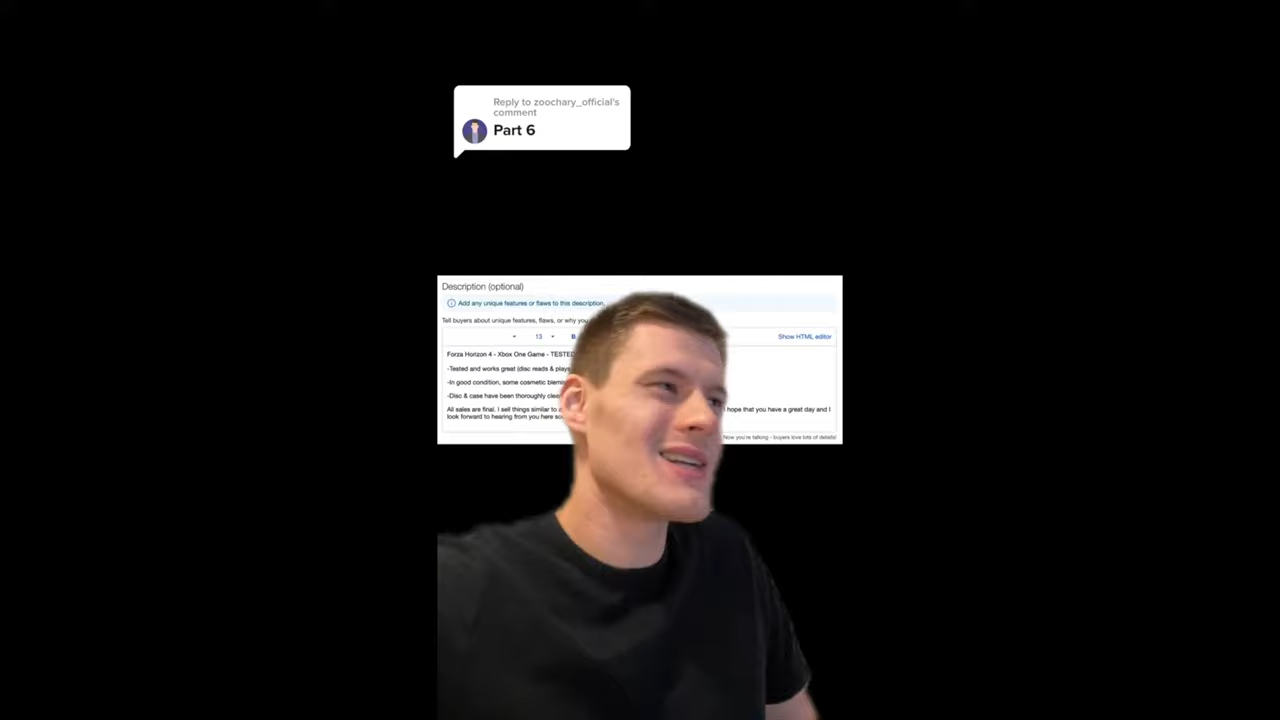 Reply to zoochary_official's
comment
Part 6
Description (optional)
Add any unique features or flaws to this description.
Tell buyers about unique features, flaws, or why you
13 B Show HTML editor
Forza Horizon 4 - Xbox One Game - TESTED
-Tested and works great (disc reads & plays
-In good condition, some cosmetic
-Disc & case have been thoroughly
All sales are final. I sell things similar to hope that you have a great day and I
look forward to hearing from you here
Now you're talking - buyers love lots of details!